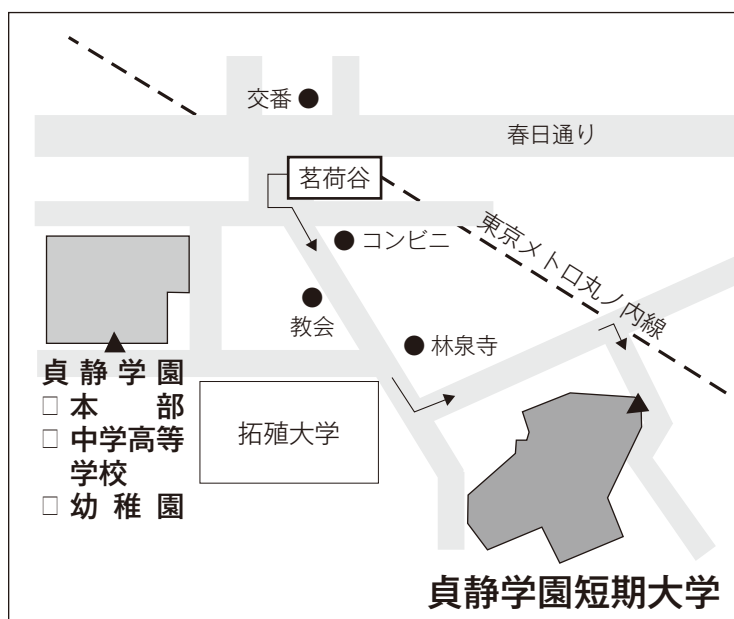 交番
春日通り
茗荷谷
コンビニ
東京メトロ丸ノ内線
教会
林泉寺
貞静学園
□ 本部
□ 中学高等
学校
□ 幼稚園
拓殖大学
貞静学園短期大学